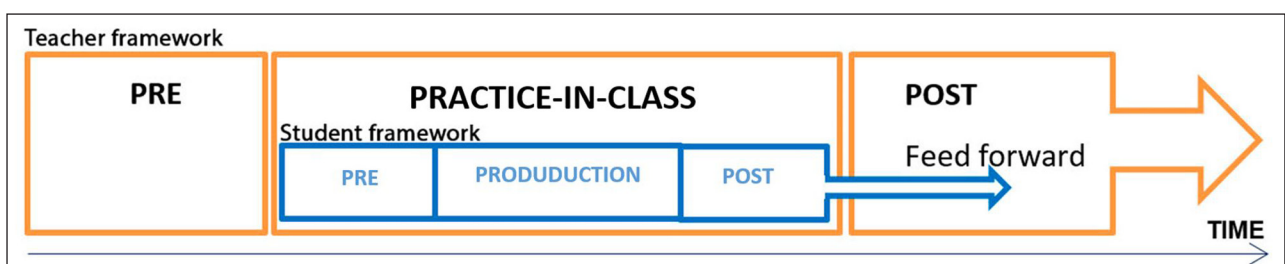 Teacher framework
PRE
PRACTICE-IN-CLASS
Student framework
PRE
PRODUDUCTION
POST
POST
Feed forward
TIME